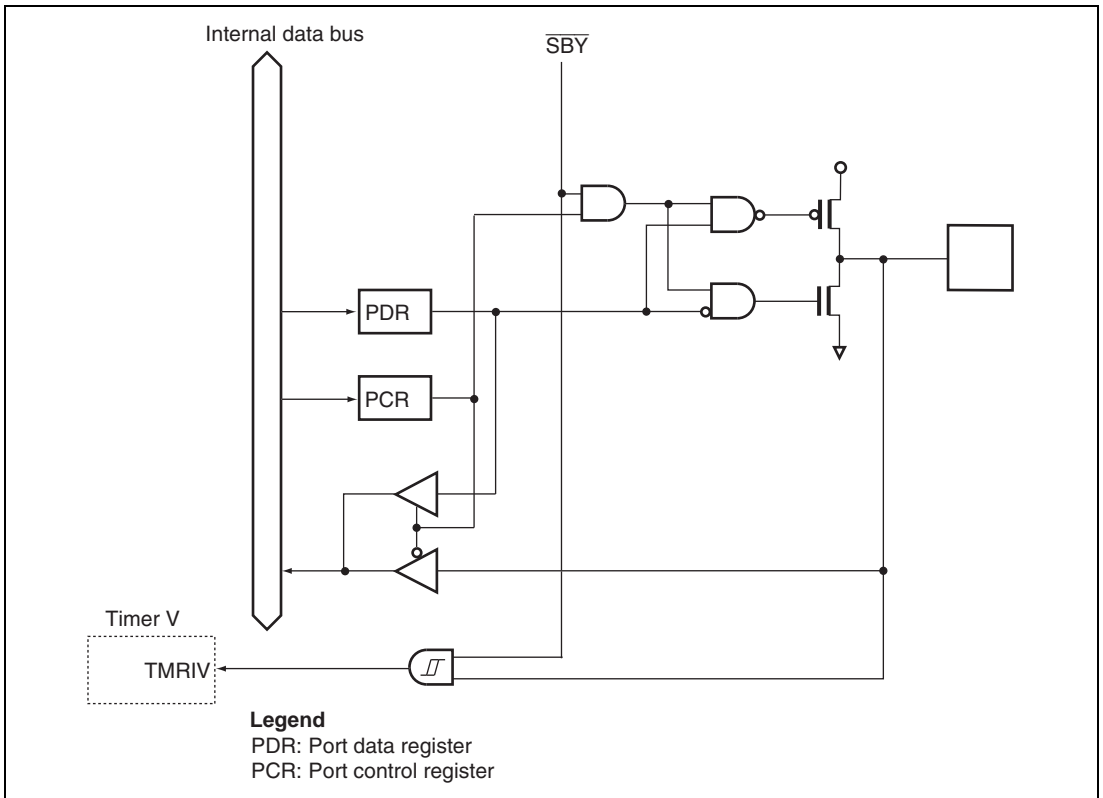 Internal data bus
SBY
PDR
PCR
Timer V
TMRIV
Legend
PDR: Port data register
PCR: Port control register